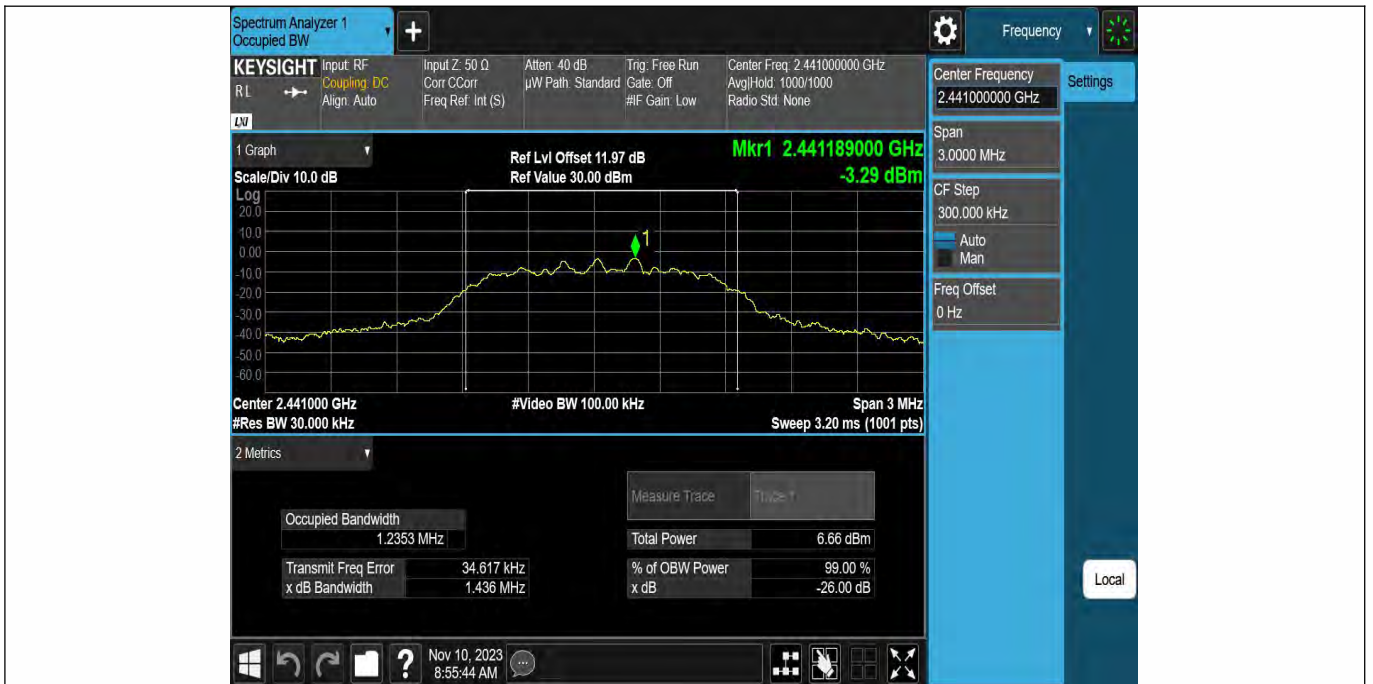 Spectrum Analyzer 1
Occupied BW
+
Frequency
KEYSIGHT
RL
LXI
Input: RF
Coupling: DC
Align: Auto
Input Z: 50 Ω
Corr CCorr
Freq Ref: Int (S)
Atten: 40 dB
µW Path: Standard
Trig: Free Run
Gate: Off
#IF Gain: Low
Center Freq: 2.441000000 GHz
Avg|Hold: 1000/1000
Radio Std: None
Center Frequency
2.441000000 GHz
Settings
Span
3.0000 MHz
CF Step
300.000 kHz
Auto
Man
Freq Offset
0 Hz
Local
1 Graph
Scale/Div 10.0 dB
Ref Lvl Offset 11.97 dB
Ref Value 30.00 dBm
Mkr1 2.441189000 GHz
-3.29 dBm
Log
20.0
10.0
0.00
-10.0
-20.0
-30.0
-40.0
-50.0
-60.0
1
Center 2.441000 GHz
#Res BW 30.000 kHz
#Video BW 100.00 kHz
Span 3 MHz
Sweep 3.20 ms (1001 pts)
2 Metrics
Measure Trace Trace 1
Occupied Bandwidth
1.2353 MHz
Total Power 6.66 dBm
Transmit Freq Error 34.617 kHz
% of OBW Power 99.00 %
x dB Bandwidth 1.436 MHz
x dB -26.00 dB
?
Nov 10, 2023
8:55:44 AM